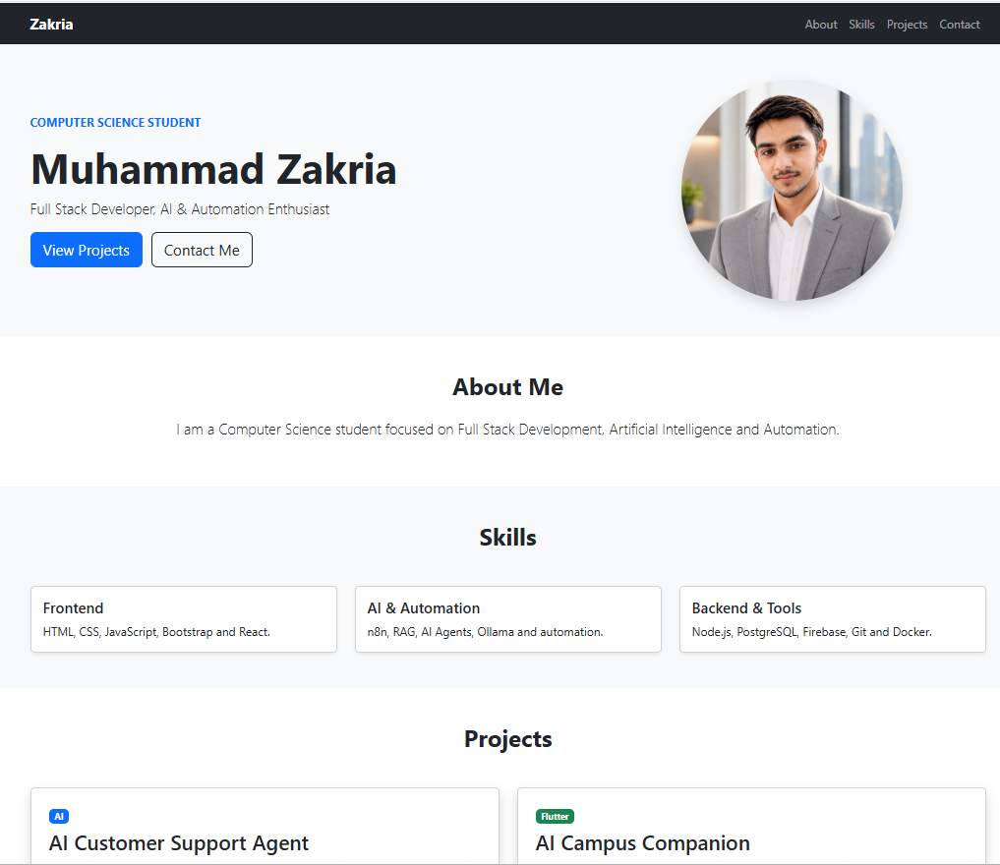 Zakria
About Skills Projects Contact
COMPUTER SCIENCE STUDENT
Muhammad Zakria
Full Stack Developer, AI & Automation Enthusiast
View Projects Contact Me
About Me
I am a Computer Science student focused on Full Stack Development, Artificial Intelligence and Automation.
Skills
Frontend
HTML, CSS, JavaScript, Bootstrap and React.
AI & Automation
n8n, RAG, AI Agents, Ollama and automation.
Backend & Tools
Node.js, PostgreSQL, Firebase, Git and Docker.
Projects
AI
AI Customer Support Agent
Flutter
AI Campus Companion